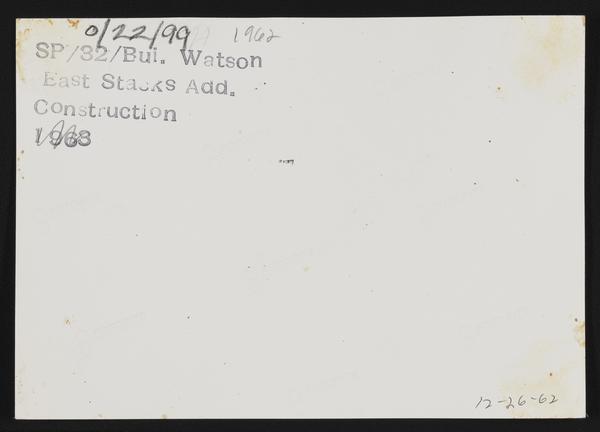 0/22/99 1962
SP/32/Bui. Watson
East Stacks Add.
Construction
1963
12-26-62